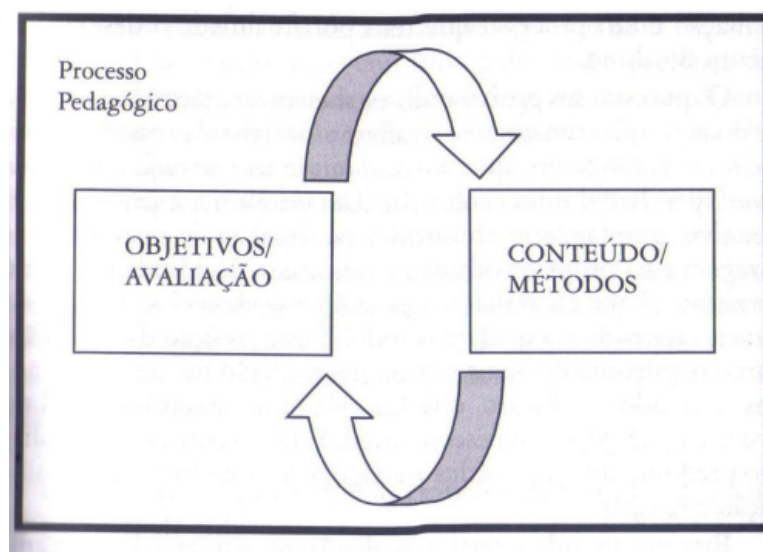 Processo
Pedagógico
OBJETIVOS/
AVALIAÇÃO
CONTEÚDO/
MÉTODOS